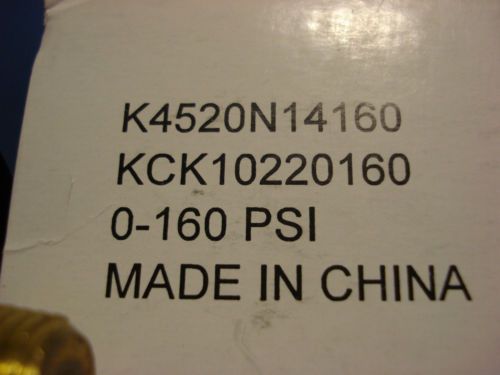 K4520N14160
KCK10220160
0-160 PSI
MADE IN CHINA